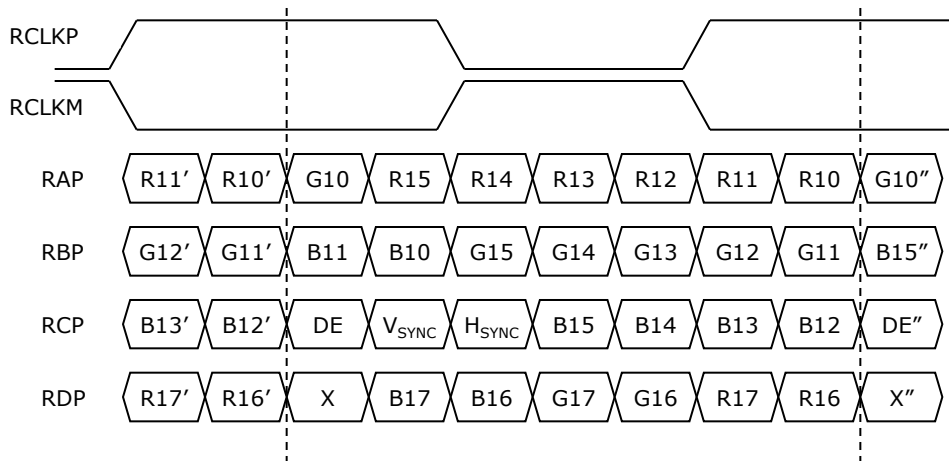 RCLKP
RCLKM
RAP R11′ R10′ G10 R15 R14 R13 R12 R11 R10 G10″
RBP G12′ G11′ B11 B10 G15 G14 G13 G12 G11 B15″
RCP B13′ B12′ DE VSYNC HSYNC B15 B14 B13 B12 DE″
RDP R17′ R16′ X B17 B16 G17 G16 R17 R16 X″